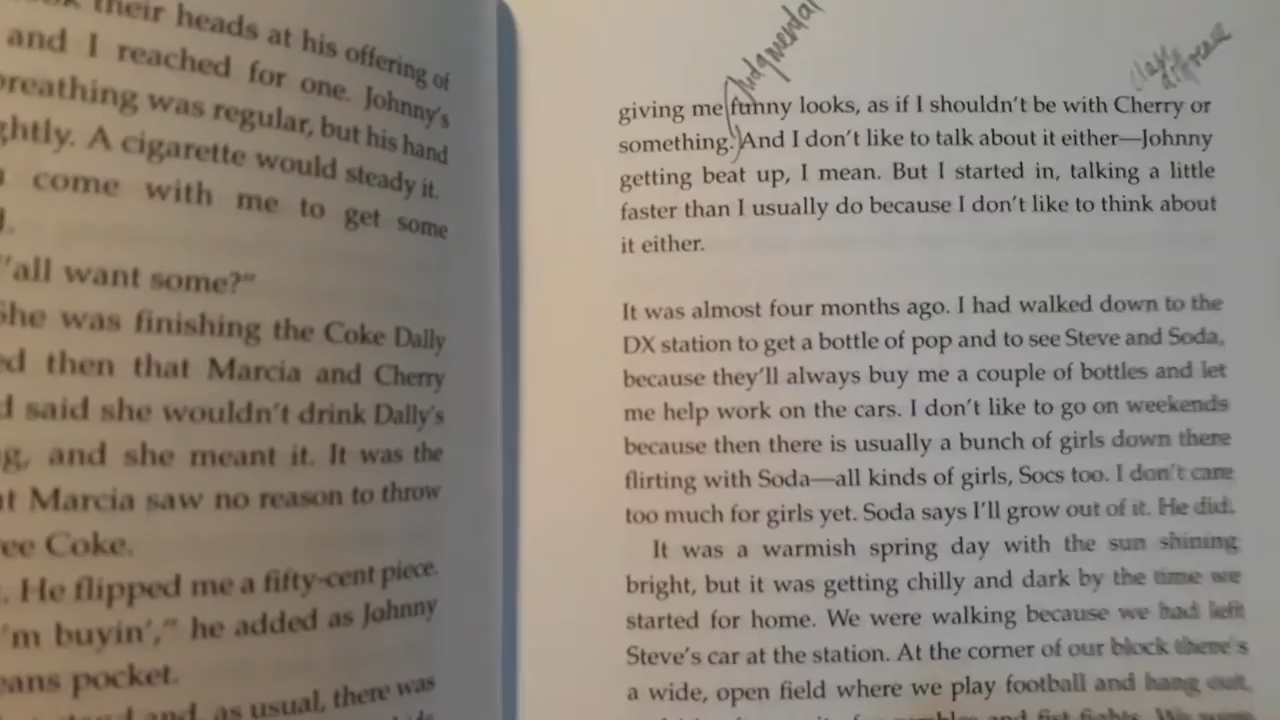 their heads at his offering of
and I reached for one. Johnny's
breathing was regular, but his hand
ghtly. A cigarette would steady it.
come with me to get some
"all want some?"
She was finishing the Coke Dally
ed then that Marcia and Cherry
d said she wouldn't drink Dally's
g, and she meant it. It was the
at Marcia saw no reason to throw
ree Coke.
. He flipped me a fifty-cent piece.
'm buyin'," he added as Johnny
eans pocket.
and, as usual, there was
Judgmental
class
giving me funny looks, as if I shouldn't be with Cherry or
something. And I don't like to talk about it either—Johnny
getting beat up, I mean. But I started in, talking a little
faster than I usually do because I don't like to think about
it either.
It was almost four months ago. I had walked down to the
DX station to get a bottle of pop and to see Steve and Soda,
because they'll always buy me a couple of bottles and let
me help work on the cars. I don't like to go on weekends
because then there is usually a bunch of girls down there
flirting with Soda—all kinds of girls, Socs too. I don't care
too much for girls yet. Soda says I'll grow out of it. He did.
It was a warmish spring day with the sun shining
bright, but it was getting chilly and dark by the time we
started for home. We were walking because we had left
Steve's car at the station. At the corner of our block there's
a wide, open field where we play football and hang out,
and fist fights. We were